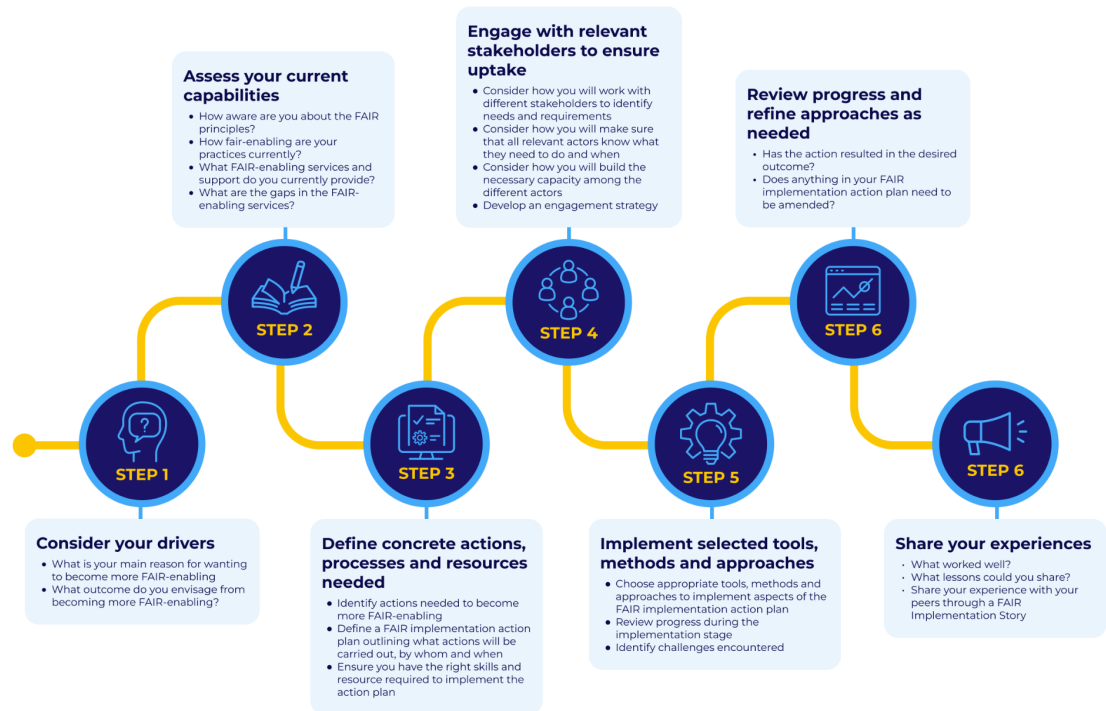 STEP 1
Consider your drivers
• What is your main reason for wanting
to become more FAIR-enabling
• What outcome do you envisage from
becoming more FAIR-enabling?
Assess your current
capabilities
• How aware are you about the FAIR
principles?
• How fair-enabling are your
practices currently?
• What FAIR-enabling services and
support do you currently provide?
• What are the gaps in the FAIR-
enabling services?
STEP 2
STEP 3
Define concrete actions,
processes and resources
needed
• Identify actions needed to become
more FAIR-enabling
• Define a FAIR implementation action
plan outlining what actions will be
carried out, by whom and when
• Ensure you have the right skills and
resource required to implement the
action plan
Engage with relevant
stakeholders to ensure
uptake
• Consider how you will work with
different stakeholders to identify
needs and requirements
• Consider how you will make sure
that all relevant actors know what
they need to do and when
• Consider how you will build the
necessary capacity among the
different actors
• Develop an engagement strategy
STEP 4
STEP 5
Implement selected tools,
methods and approaches
• Choose appropriate tools, methods and
approaches to implement aspects of the
FAIR implementation action plan
• Review progress during the
implementation stage
• Identify challenges encountered
Review progress and
refine approaches as
needed
• Has the action resulted in the desired
outcome?
• Does anything in your FAIR
implementation action plan need to
be amended?
STEP 6
STEP 6
Share your experiences
• What worked well?
• What lessons could you share?
• Share your experience with your
peers through a FAIR
Implementation Story
?